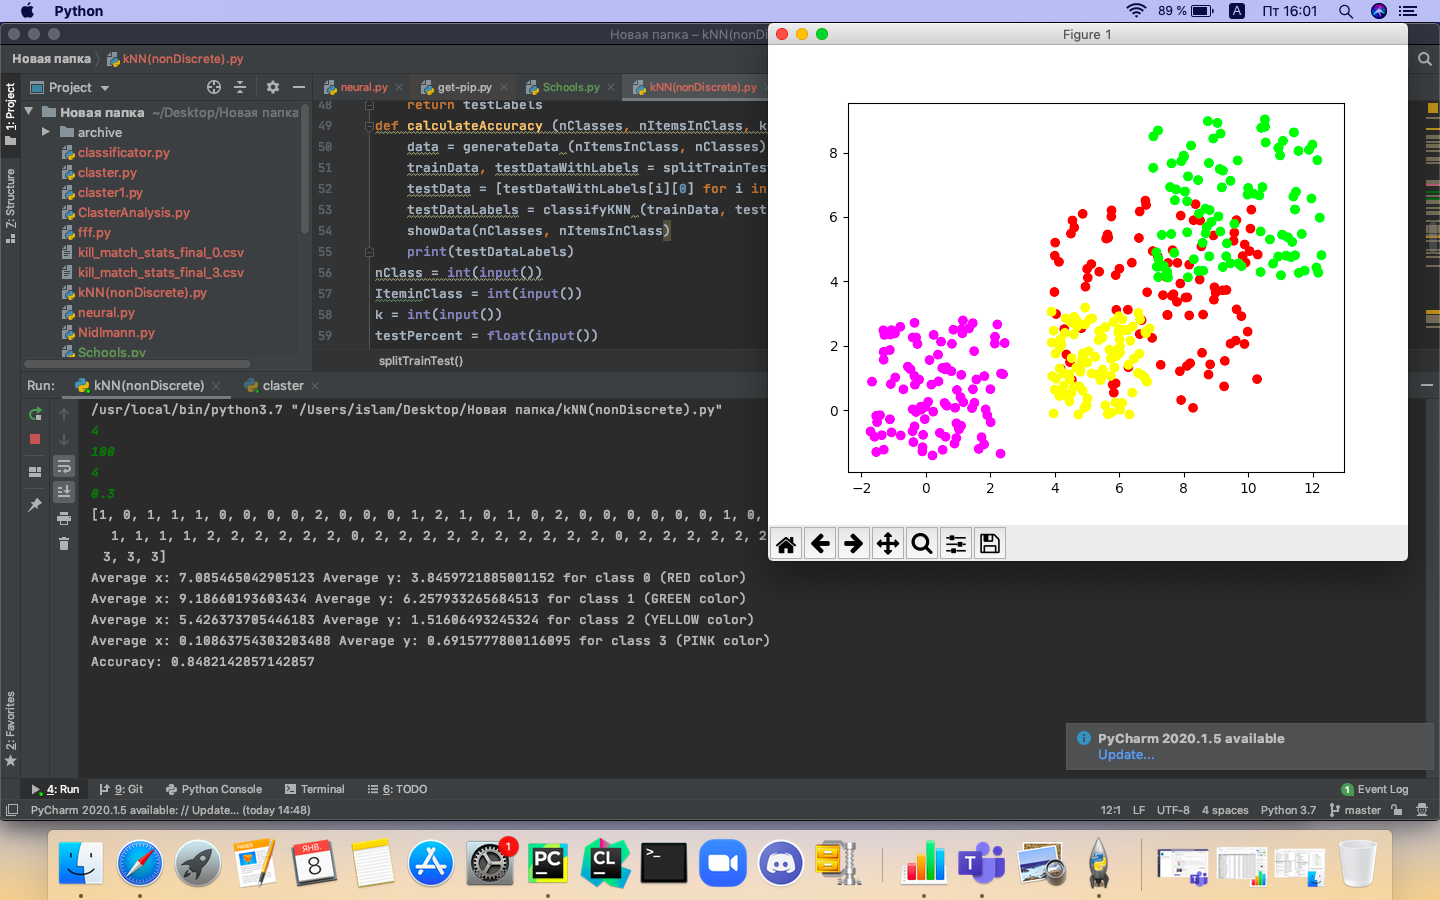 Python
89 %
A
Пт 16:01
Новая папка – kNN(nonDi
Новая папка
kNN(nonDiscrete).py
Figure 1
1: Project
Z: Structure
2: Favorites
Project
neural.py
get-pip.py
Schools.py
kNN(nonDiscrete).py
Новая папка ~/Desktop/Новая папка
archive
classificator.py
claster.py
claster1.py
ClasterAnalysis.py
fff.py
kill_match_stats_final_0.csv
kill_match_stats_final_3.csv
kNN(nonDiscrete).py
neural.py
Nidlmann.py
Schools.py
48 return testLabels
49 def calculateAccuracy (nClasses, nItemsInClass, k
50 data = generateData (nItemsInClass, nClasses)
51 trainData, testDataWithLabels = splitTrainTes
52 testData = [testDataWithLabels[i][0] for i in
53 testDataLabels = classifyKNN (trainData, test
54 showData(nClasses, nItemsInClass)
55 print(testDataLabels)
56 nClass = int(input())
57 IteminClass = int(input())
58 k = int(input())
59 testPercent = float(input())
splitTrainTest()
8
6
4
2
0
−2 0 2 4 6 8 10 12
Run: kNN(nonDiscrete) claster
/usr/local/bin/python3.7 "/Users/islam/Desktop/Новая папка/kNN(nonDiscrete).py"
4
100
4
0.3
[1, 0, 1, 1, 1, 0, 0, 0, 0, 2, 0, 0, 0, 1, 2, 1, 0, 1, 0, 2, 0, 0, 0, 0, 0, 0, 1, 0,
1, 1, 1, 1, 2, 2, 2, 2, 2, 2, 0, 2, 2, 2, 2, 2, 2, 2, 2, 2, 2, 0, 2, 2, 2, 2, 2, 2
3, 3, 3]
Average x: 7.085465042905123 Average y: 3.8459721885001152 for class 0 (RED color)
Average x: 9.18660193603434 Average y: 6.257933265684513 for class 1 (GREEN color)
Average x: 5.426373705446183 Average y: 1.51606493245324 for class 2 (YELLOW color)
Average x: 0.10863754303203488 Average y: 0.6915777800116095 for class 3 (PINK color)
Accuracy: 0.8482142857142857
PyCharm 2020.1.5 available
Update...
4: Run
9: Git
Python Console
Terminal
6: TODO
1 Event Log
PyCharm 2020.1.5 available: // Update... (today 14:48)
12:1 LF UTF-8 4 spaces Python 3.7 master
ЯНВ.
8
1
PC
CL
>_
T